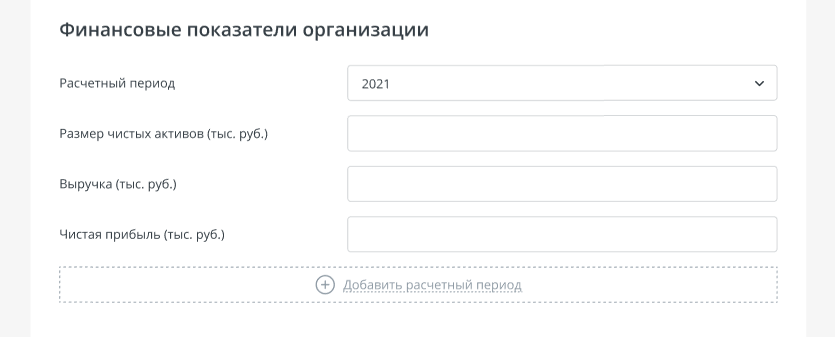 Финансовые показатели организации
Расчетный период
2021
Размер чистых активов (тыс. руб.)
Выручка (тыс. руб.)
Чистая прибыль (тыс. руб.)
Добавить расчетный период